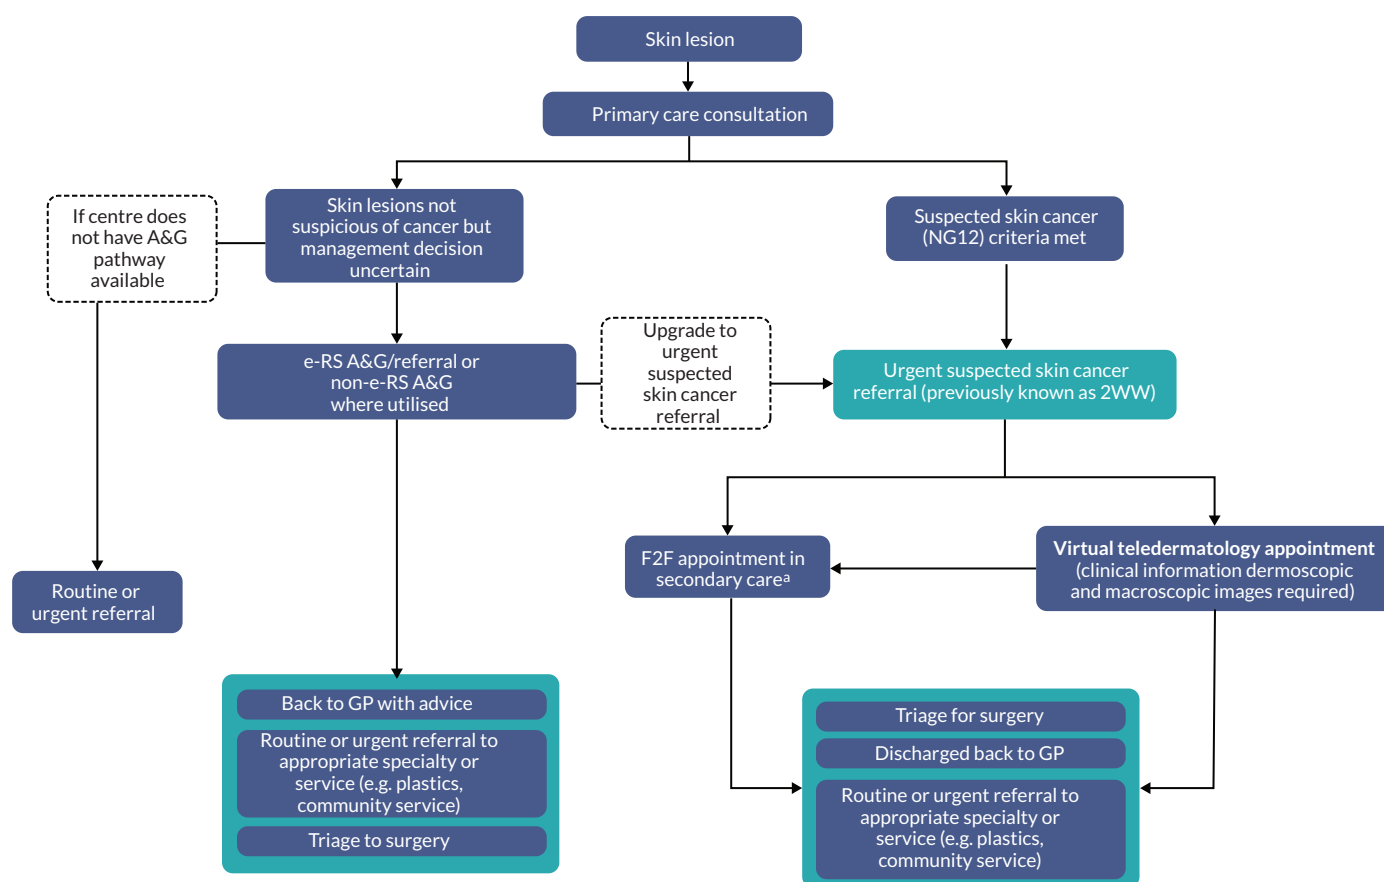 Skin lesion
Primary care consultation
If centre does
not have A&G
pathway
available
Skin lesions not
suspicious of cancer but
management decision
uncertain
Suspected skin cancer
(NG12) criteria met
e-RS A&G/referral or
non-e-RS A&G
where utilised
Upgrade to
urgent
suspected
skin cancer
referral
Urgent suspected skin cancer
referral (previously known as 2WW)
Routine or
urgent referral
F2F appointment in
secondary careᵃ
Virtual teledermatology appointment
(clinical information dermoscopic
and macroscopic images required)
Back to GP with advice
Routine or urgent referral to
appropriate specialty or
service (e.g. plastics,
community service)
Triage to surgery
Triage for surgery
Discharged back to GP
Routine or urgent referral to
appropriate specialty or
service (e.g. plastics,
community service)